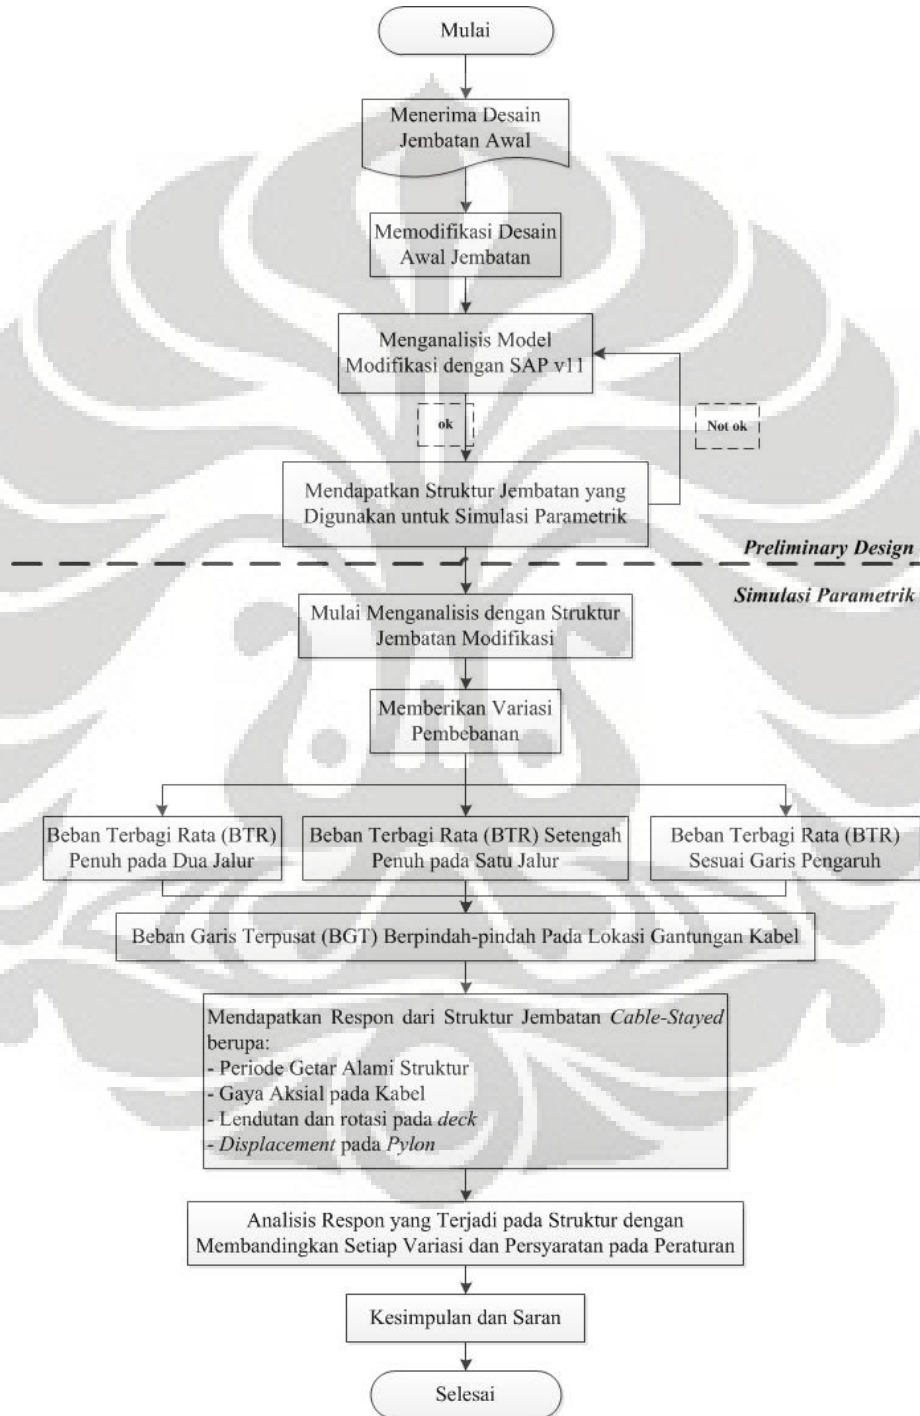 Mulai
Menerima Desain
Jembatan Awal
Memodifikasi Desain
Awal Jembatan
Menganalisis Model
Modifikasi dengan SAP v11
ok
Not ok
Mendapatkan Struktur Jembatan yang
Digunakan untuk Simulasi Parametrik
Preliminary Design
Simulasi Parametrik
Mulai Menganalisis dengan Struktur
Jembatan Modifikasi
Memberikan Variasi
Pembebanan
Beban Terbagi Rata (BTR)
Penuh pada Dua Jalur
Beban Terbagi Rata (BTR) Setengah
Penuh pada Satu Jalur
Beban Terbagi Rata (BTR)
Sesuai Garis Pengaruh
Beban Garis Terpusat (BGT) Berpindah-pindah Pada Lokasi Gantungan Kabel
Mendapatkan Respon dari Struktur Jembatan Cable-Stayed
berupa:
- Periode Getar Alami Struktur
- Gaya Aksial pada Kabel
- Lendutan dan rotasi pada deck
- Displacement pada Pylon
Analisis Respon yang Terjadi pada Struktur dengan
Membandingkan Setiap Variasi dan Persyaratan pada Peraturan
Kesimpulan dan Saran
Selesai